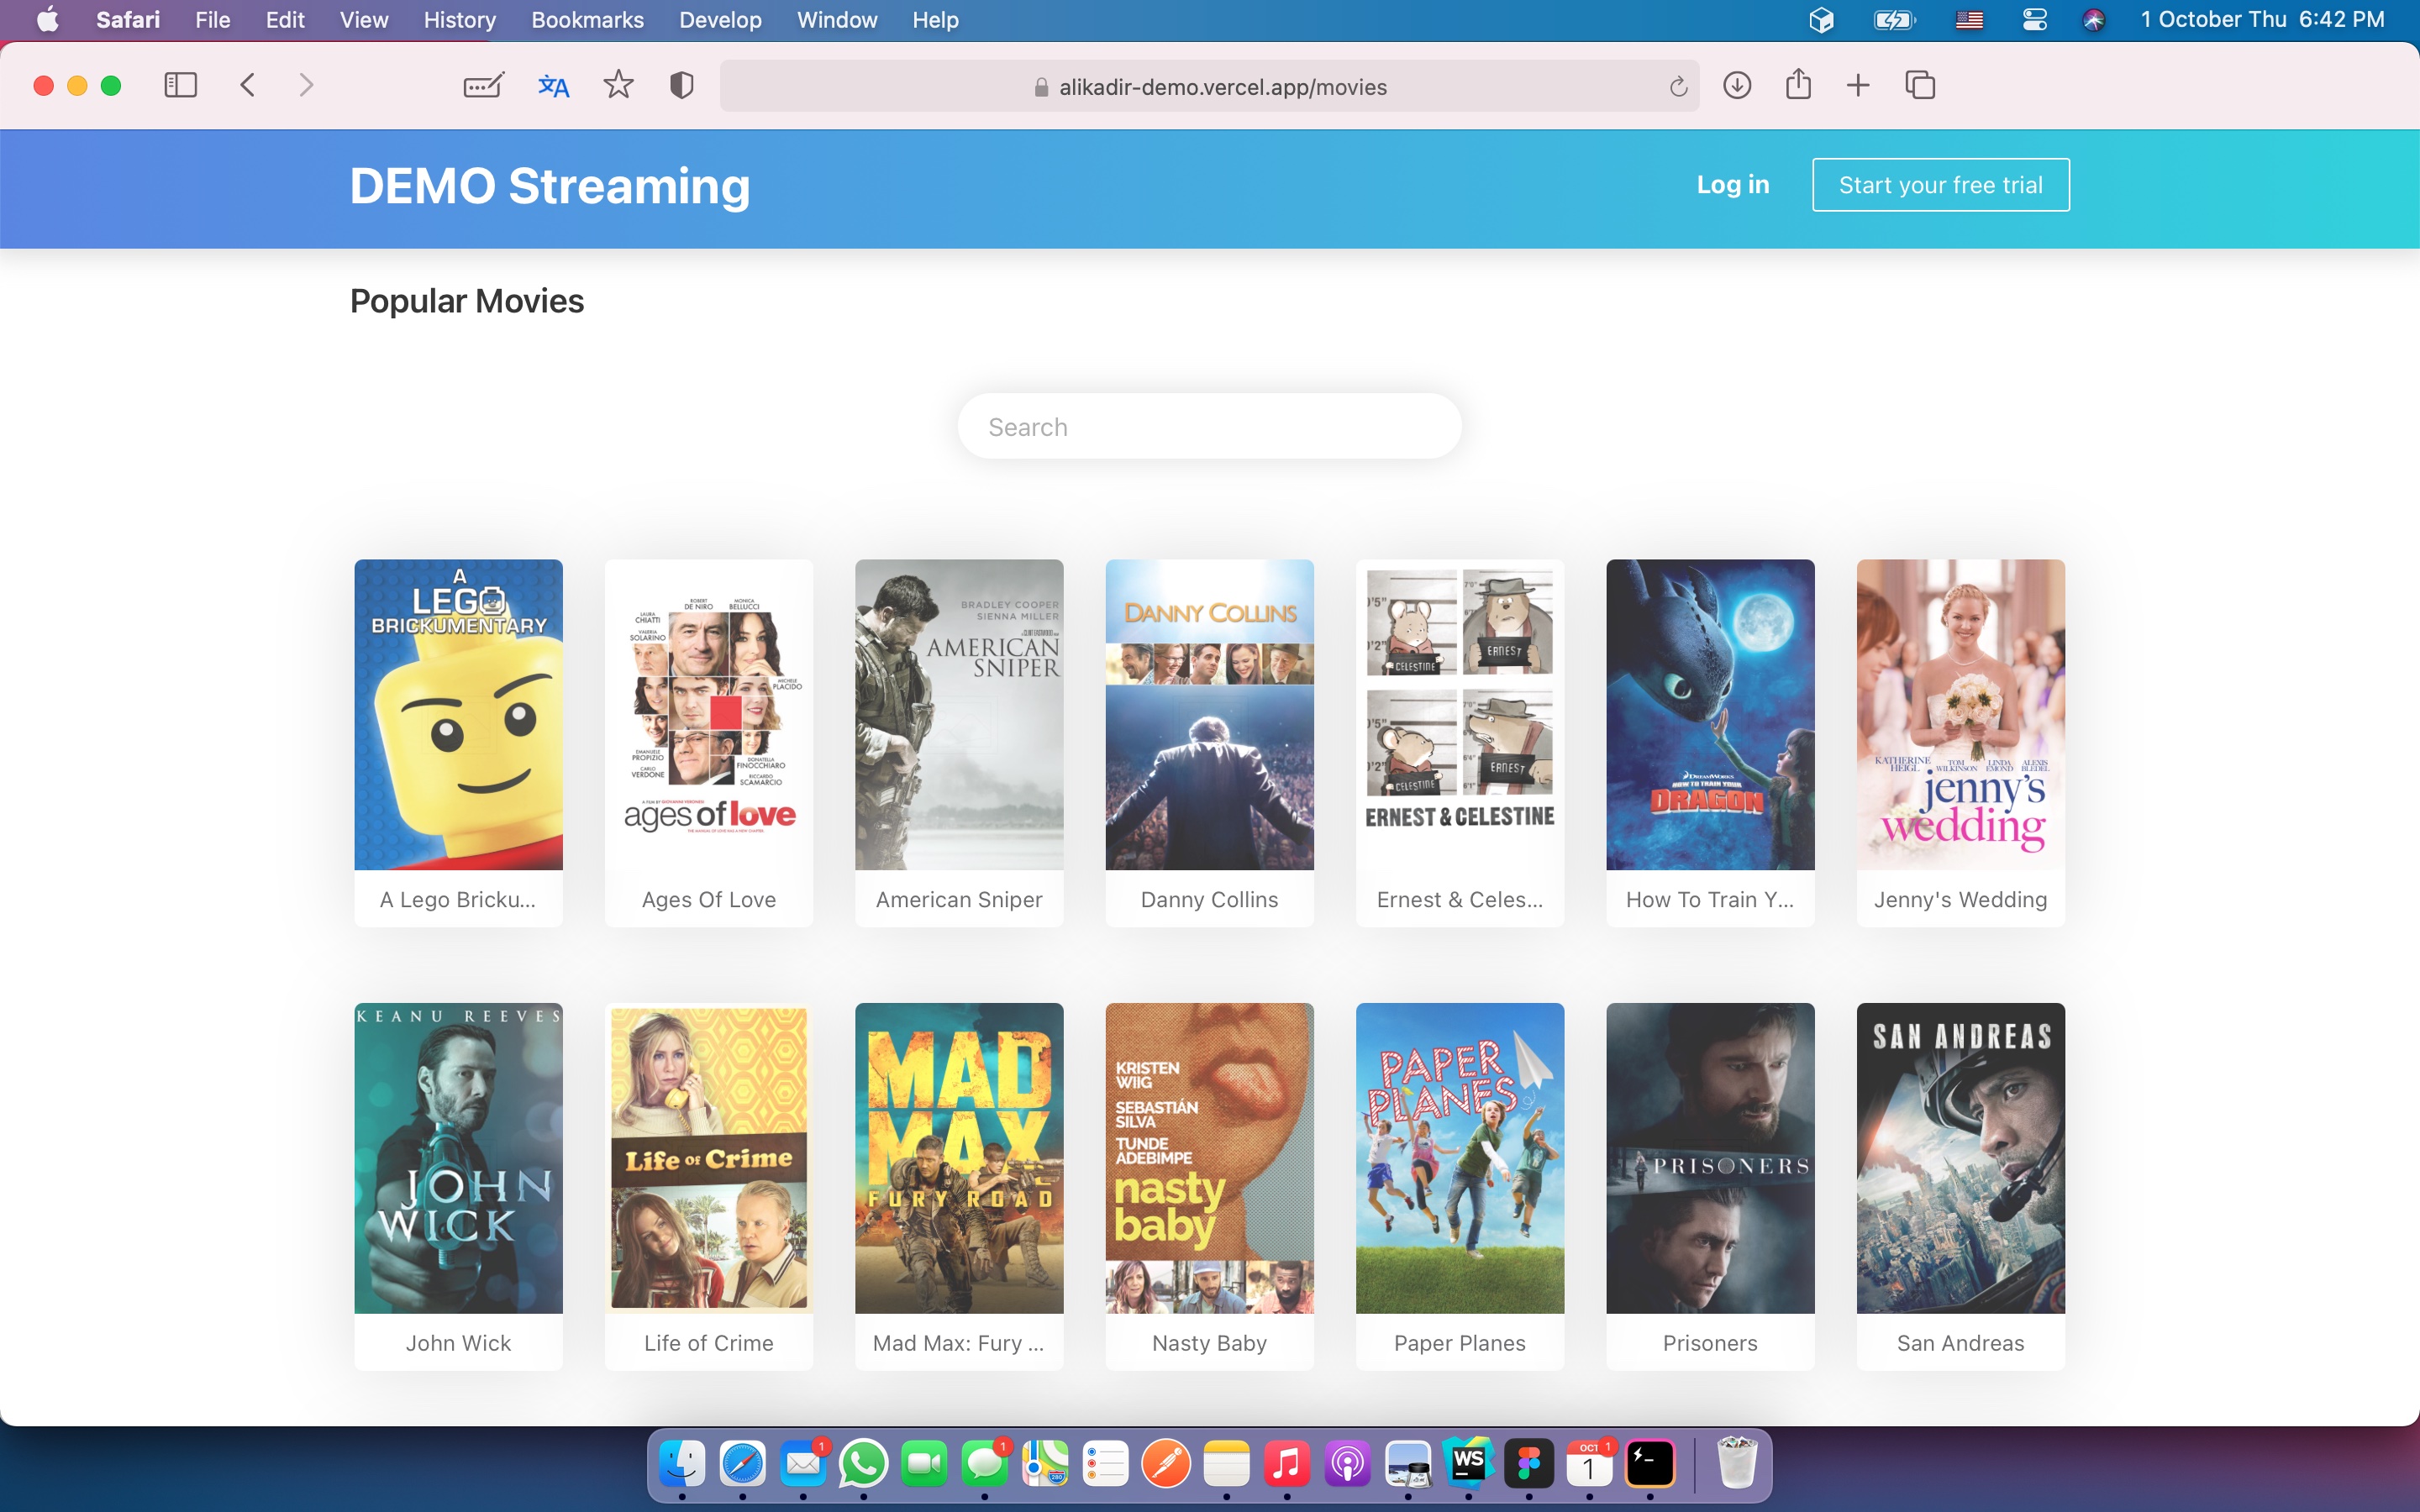 Safari File Edit View History Bookmarks Develop Window Help 1 October Thu 6:42 PM
alikadir-demo.vercel.app/movies
DEMO Streaming
Log in
Start your free trial
Popular Movies
Search
A
LEGO
BRICKUMENTARY
ROBERT
DE NIRO
MONICA
BELLUCCI
LAURA
CHIATTI
VALERIA
SOLARINO
MICHELE
PLACIDO
EMANUELE
PROPIZIO
CARLO
VERDONE
DONATELLA
FINOCCHIARO
RICCARDO
SCAMARCIO
ages of love
BRADLEY COOPER
SIENNA MILLER
AMERICAN
SNIPER
DANNY COLLINS
CELESTINE
ERNEST
CELESTINE
ERNEST
ERNEST & CELESTINE
DREAMWORKS
HOW TO TRAIN YOUR
DRAGON
KATHERINE
HEIGL
TOM
WILKINSON
LINDA
EMOND
ALEXIS
BLEDEL
jenny's
wedding
A Lego Bricku...
Ages Of Love
American Sniper
Danny Collins
Ernest & Celes...
How To Train Y...
Jenny's Wedding
KEANU REEVES
JOHN
WICK
Life of Crime
MAD
MAX
FURY ROAD
KRISTEN
WIIG
SEBASTIÁN
SILVA
TUNDE
ADEBIMPE
nasty
baby
PAPER
PLANES
PRISONERS
SAN ANDREAS
John Wick
Life of Crime
Mad Max: Fury ...
Nasty Baby
Paper Planes
Prisoners
San Andreas
1
1
280
WS
OCT
1
1